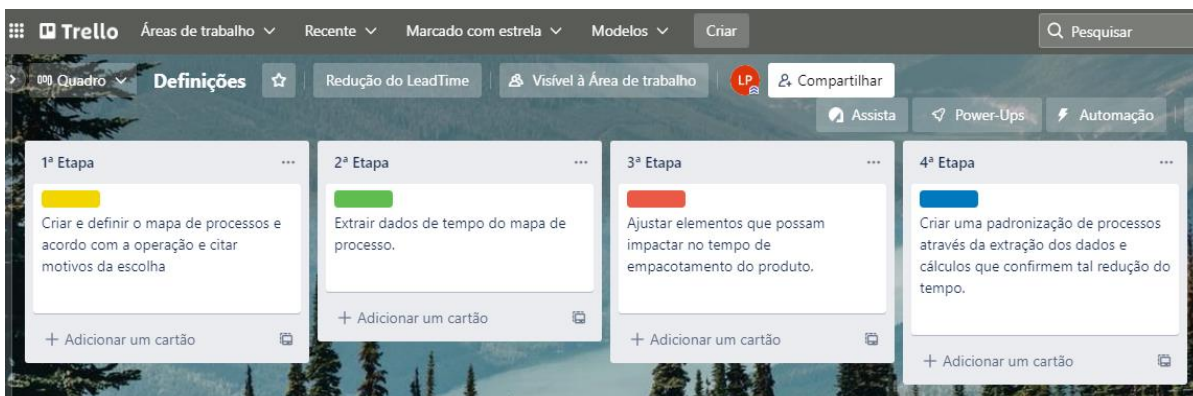 Trello Áreas de trabalho Recente Marcado com estrela Modelos Criar Pesquisar
Quadro Definições Redução do LeadTime Visível à Área de trabalho LP Compartilhar
Assista Power-Ups Automação
1ª Etapa
Criar e definir o mapa de processos e
acordo com a operação e citar
motivos da escolha
+ Adicionar um cartão
2ª Etapa
Extrair dados de tempo do mapa de
processo.
+ Adicionar um cartão
3ª Etapa
Ajustar elementos que possam
impactar no tempo de
empacotamento do produto.
+ Adicionar um cartão
4ª Etapa
Criar uma padronização de processos
através da extração dos dados e
cálculos que confirmem tal redução do
tempo.
+ Adicionar um cartão